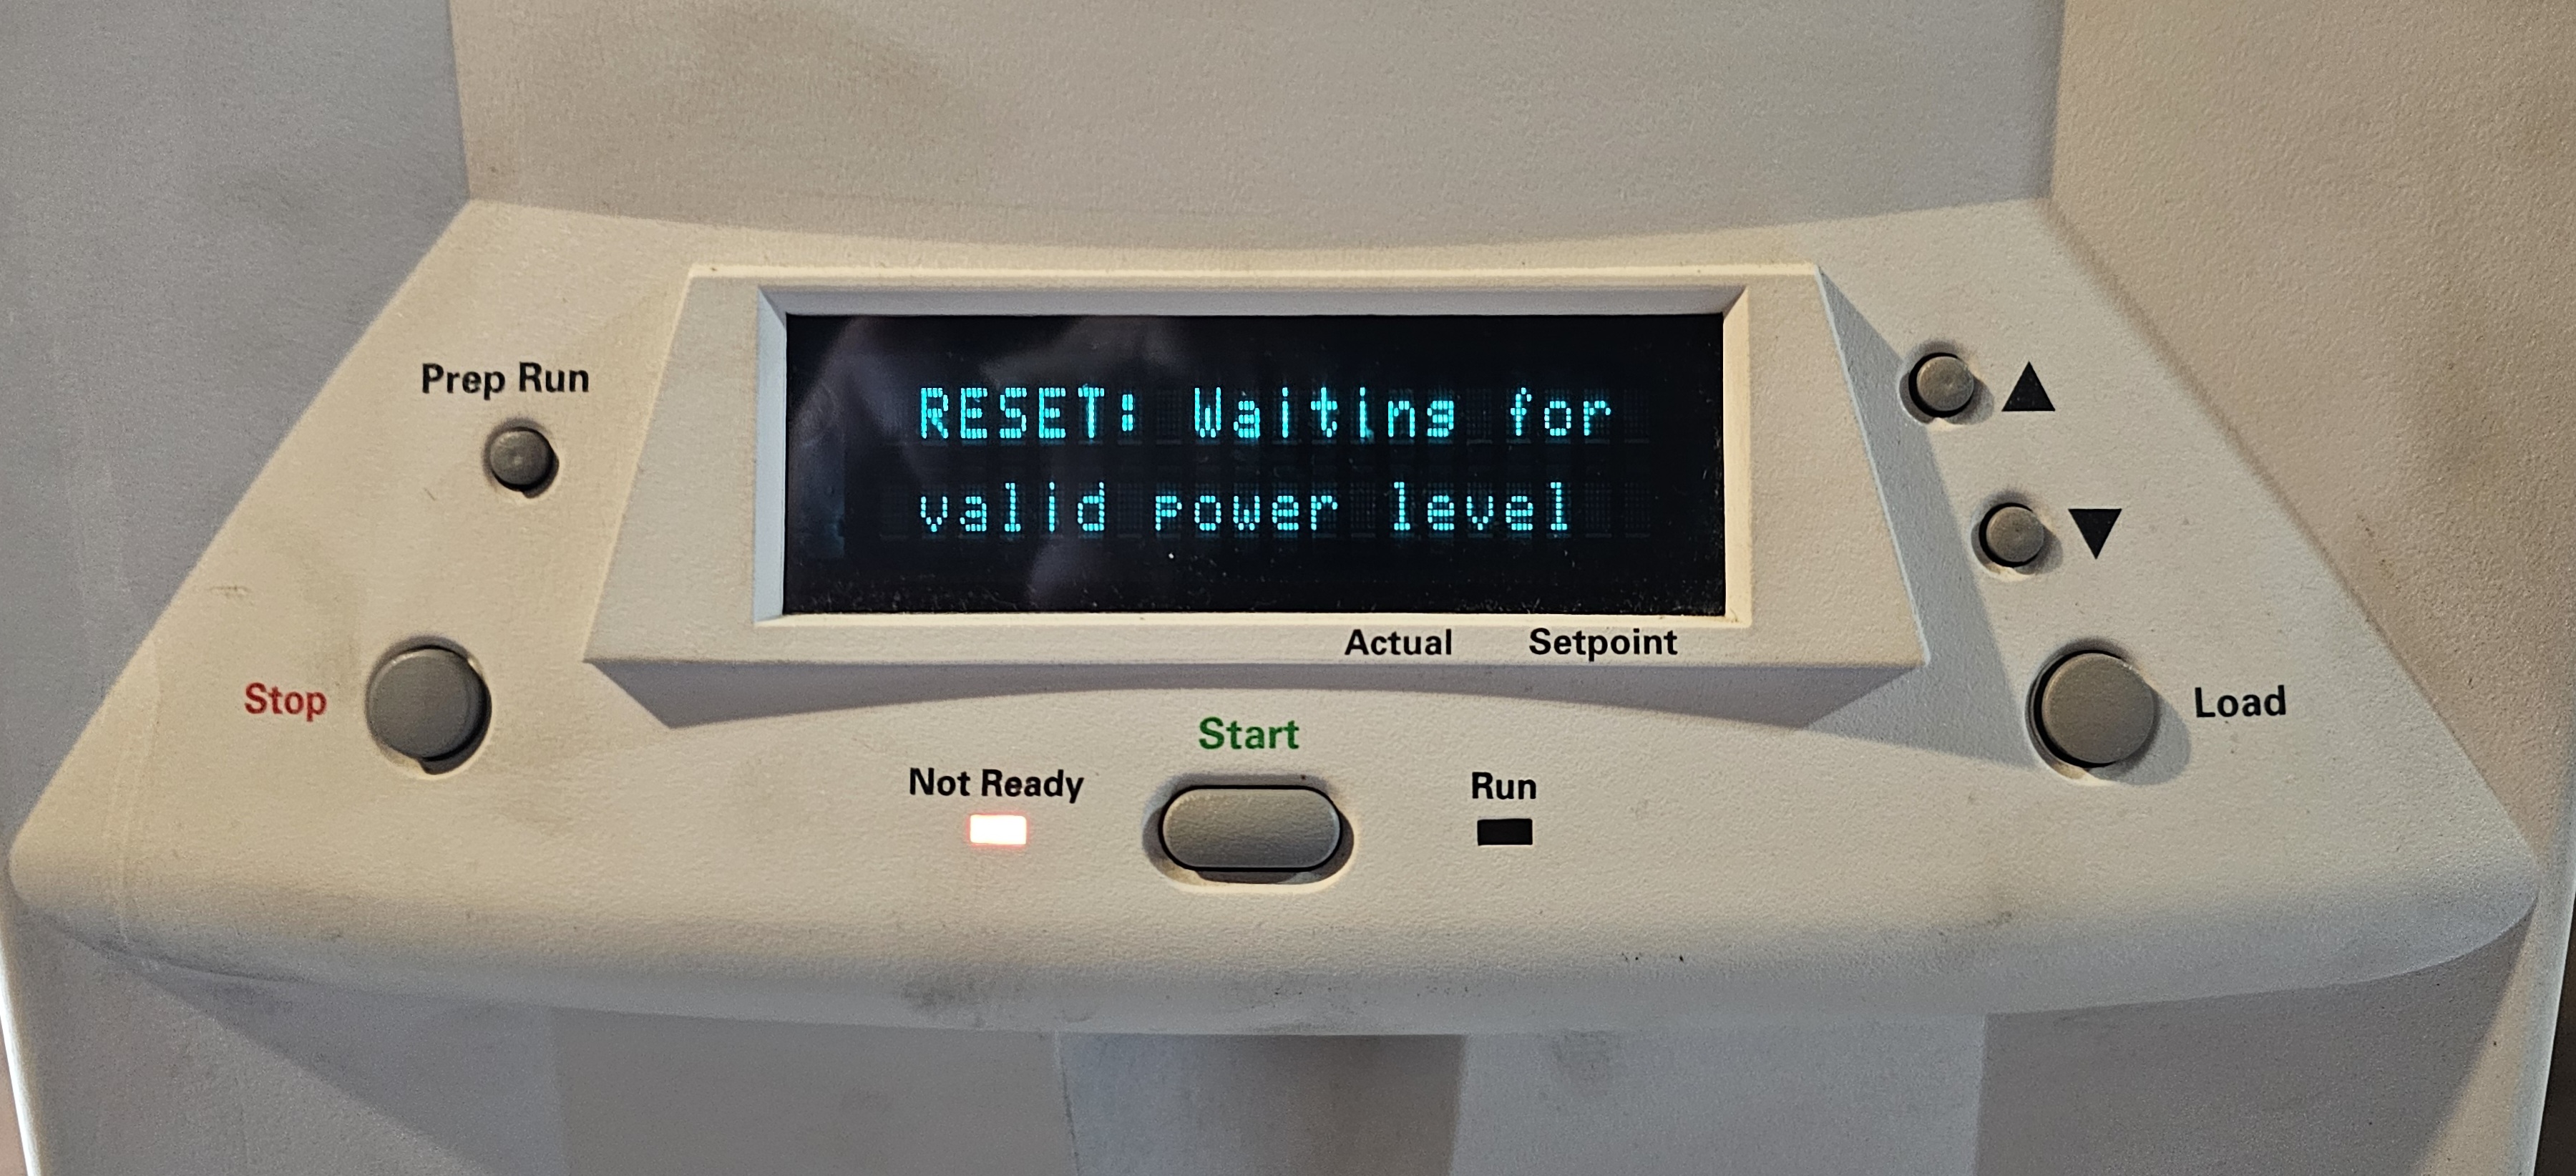 Prep Run
RESET: Waiting for
valid power level
▲
▼
Actual Setpoint
Stop
Load
Start
Not Ready
Run